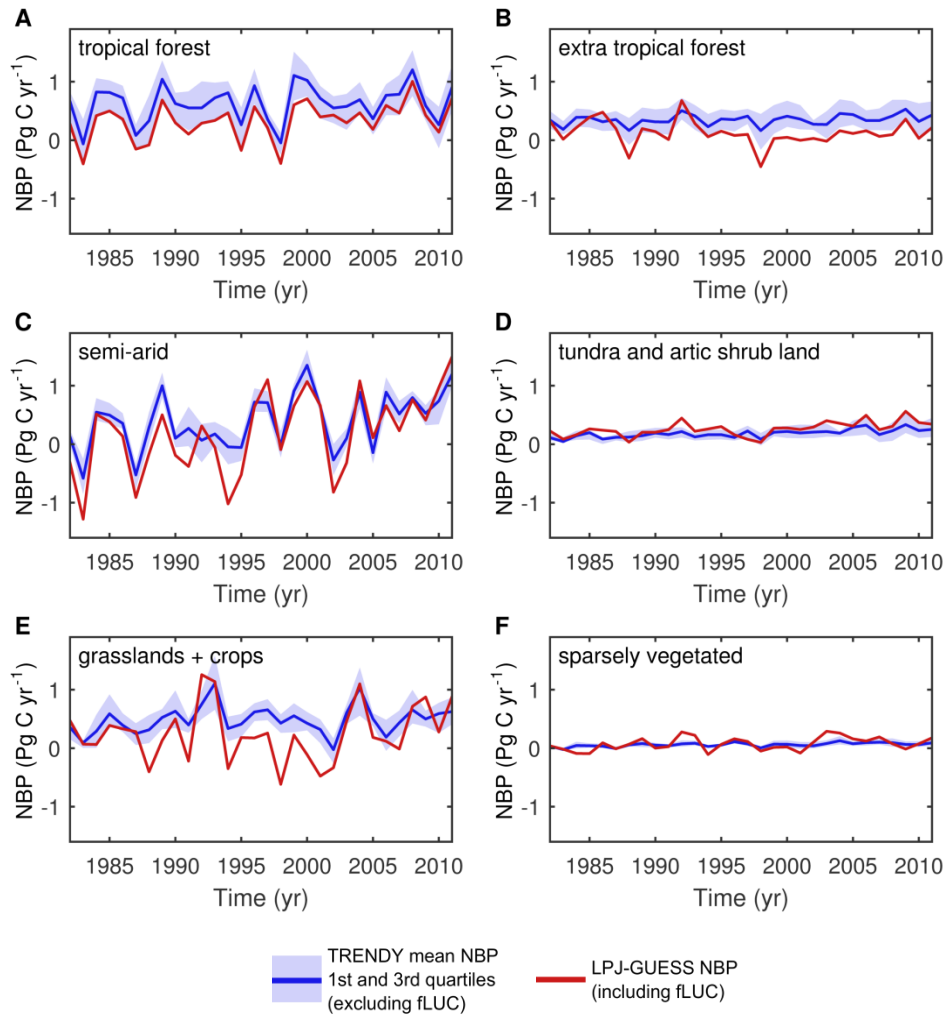 A
tropical forest
NBP (Pg C yr-1)
1
0
-1
1985 1990 1995 2000 2005 2010
Time (yr)
B
extra tropical forest
NBP (Pg C yr-1)
1
0
-1
1985 1990 1995 2000 2005 2010
Time (yr)
C
semi-arid
NBP (Pg C yr-1)
1
0
-1
1985 1990 1995 2000 2005 2010
Time (yr)
D
tundra and artic shrub land
NBP (Pg C yr-1)
1
0
-1
1985 1990 1995 2000 2005 2010
Time (yr)
E
grasslands + crops
NBP (Pg C yr-1)
1
0
-1
1985 1990 1995 2000 2005 2010
Time (yr)
F
sparsely vegetated
NBP (Pg C yr-1)
1
0
-1
1985 1990 1995 2000 2005 2010
Time (yr)
TRENDY mean NBP
1st and 3rd quartiles
(excluding fLUC)
LPJ-GUESS NBP
(including fLUC)